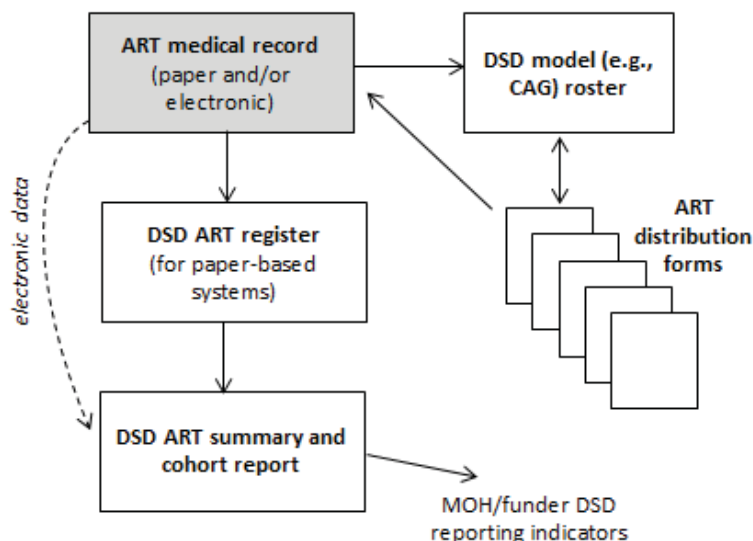 ART medical record
(paper and/or
electronic)
DSD model (e.g.,
CAG) roster
electronic data
DSD ART register
(for paper-based
systems)
ART
distribution
forms
DSD ART summary and
cohort report
MOH/funder DSD
reporting indicators